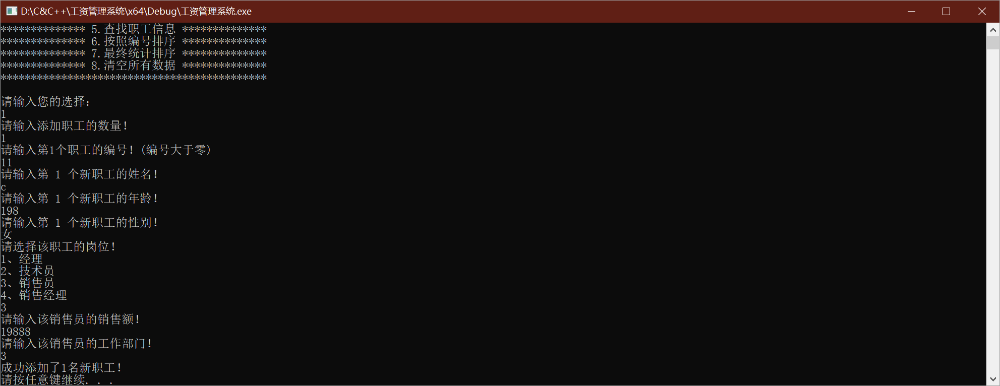 D:\C&C++\工资管理系统\x64\Debug\工资管理系统.exe
************** 5.查找职工信息 **************
************** 6.按照编号排序 **************
************** 7.最终统计排序 **************
************** 8.清空所有数据 **************
********************************************
请输入您的选择：
1
请输入添加职工的数量！
1
请输入第1个职工的编号！(编号大于零)
11
请输入第 1 个新职工的姓名！
c
请输入第 1 个新职工的年龄！
198
请输入第 1 个新职工的性别！
女
请选择该职工的岗位！
1、经理
2、技术员
3、销售员
4、销售经理
3
请输入该销售员的销售额！
19888
请输入该销售员的工作部门！
3
成功添加了1名新职工！
请按任意键继续. . .